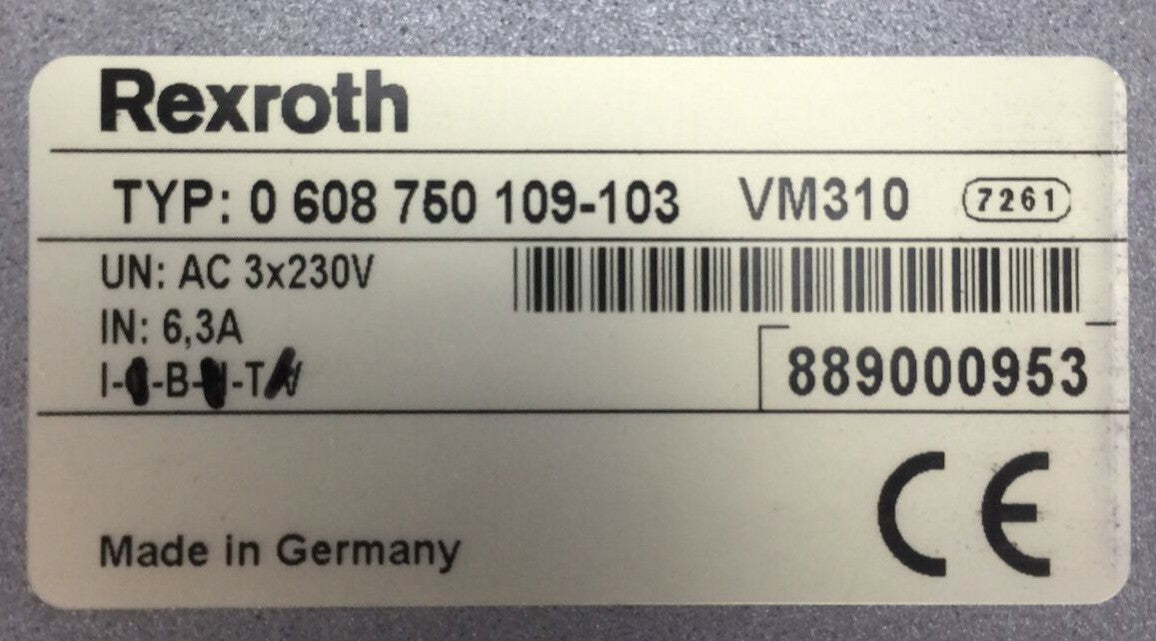 Rexroth
TYP: 0 608 750 109-103 VM310 7261
UN: AC 3x230V
IN: 6,3A
I- -B- -T
889000953
CE
Made in Germany